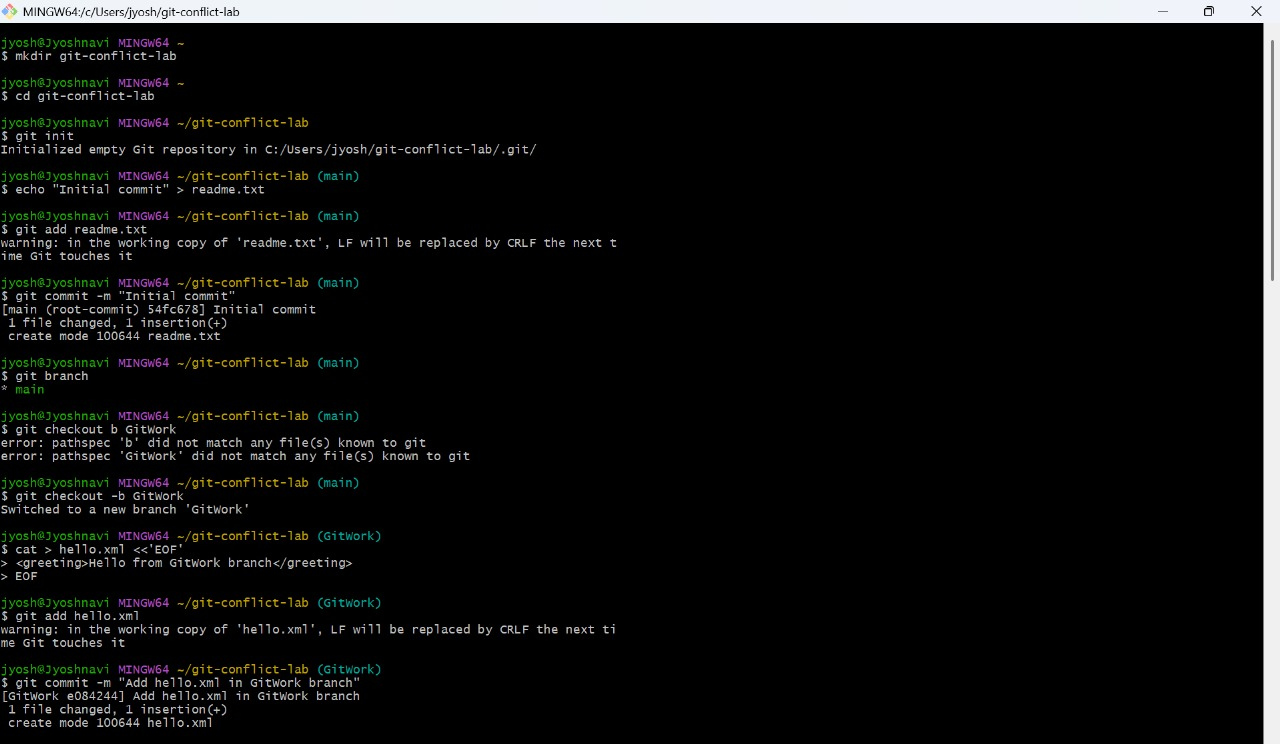 MINGW64:/c/Users/jyosh/git-conflict-lab
jyosh@Jyoshnavi MINGW64 ~
$ mkdir git-conflict-lab
jyosh@Jyoshnavi MINGW64 ~
$ cd git-conflict-lab
jyosh@Jyoshnavi MINGW64 ~/git-conflict-lab
$ git init
Initialized empty Git repository in C:/Users/jyosh/git-conflict-lab/.git/
jyosh@Jyoshnavi MINGW64 ~/git-conflict-lab (main)
$ echo "Initial commit" > readme.txt
jyosh@Jyoshnavi MINGW64 ~/git-conflict-lab (main)
$ git add readme.txt
warning: in the working copy of 'readme.txt', LF will be replaced by CRLF the next t
ime Git touches it
jyosh@Jyoshnavi MINGW64 ~/git-conflict-lab (main)
$ git commit -m "Initial commit"
[main (root-commit) 54fc678] Initial commit
 1 file changed, 1 insertion(+)
 create mode 100644 readme.txt
jyosh@Jyoshnavi MINGW64 ~/git-conflict-lab (main)
$ git branch
* main
jyosh@Jyoshnavi MINGW64 ~/git-conflict-lab (main)
$ git checkout b GitWork
error: pathspec 'b' did not match any file(s) known to git
error: pathspec 'GitWork' did not match any file(s) known to git
jyosh@Jyoshnavi MINGW64 ~/git-conflict-lab (main)
$ git checkout -b GitWork
Switched to a new branch 'GitWork'
jyosh@Jyoshnavi MINGW64 ~/git-conflict-lab (GitWork)
$ cat > hello.xml <<'EOF'
> <greeting>Hello from GitWork branch</greeting>
> EOF
jyosh@Jyoshnavi MINGW64 ~/git-conflict-lab (GitWork)
$ git add hello.xml
warning: in the working copy of 'hello.xml', LF will be replaced by CRLF the next ti
me Git touches it
jyosh@Jyoshnavi MINGW64 ~/git-conflict-lab (GitWork)
$ git commit -m "Add hello.xml in GitWork branch"
[GitWork e084244] Add hello.xml in GitWork branch
 1 file changed, 1 insertion(+)
 create mode 100644 hello.xml